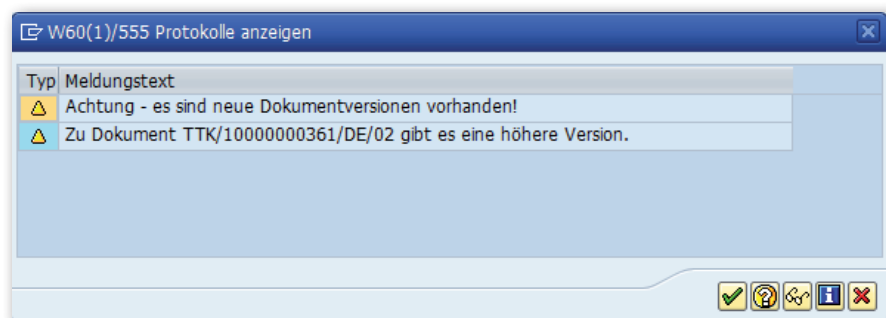 W60(1)/555 Protokolle anzeigen
Typ Meldungstext
Achtung - es sind neue Dokumentversionen vorhanden!
Zu Dokument TTK/10000000361/DE/02 gibt es eine höhere Version.